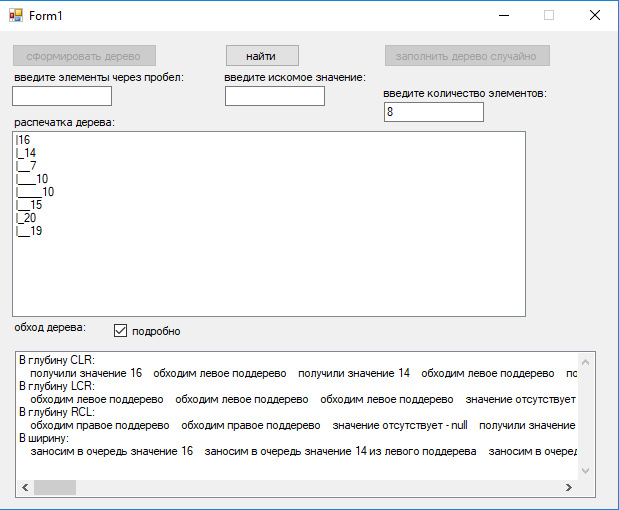 Form1
сформировать дерево найти заполнить дерево случайно
введите элементы через пробел: введите искомое значение:
введите количество элементов:
8
распечатка дерева:
|16
|_14
|__7
|___10
|____10
|__15
|_20
|__19
обход дерева: подробно
В глубину CLR:
получили значение 16 обходим левое поддерево получили значение 14 обходим левое поддерево по
В глубину LCR:
обходим левое поддерево обходим левое поддерево обходим левое поддерево значение отсутствует
В глубину RCL:
обходим правое поддерево обходим правое поддерево значение отсутствует - null получили значение
В ширину:
заносим в очередь значение 16 заносим в очередь значение 14 из левого поддерева заносим в очеред